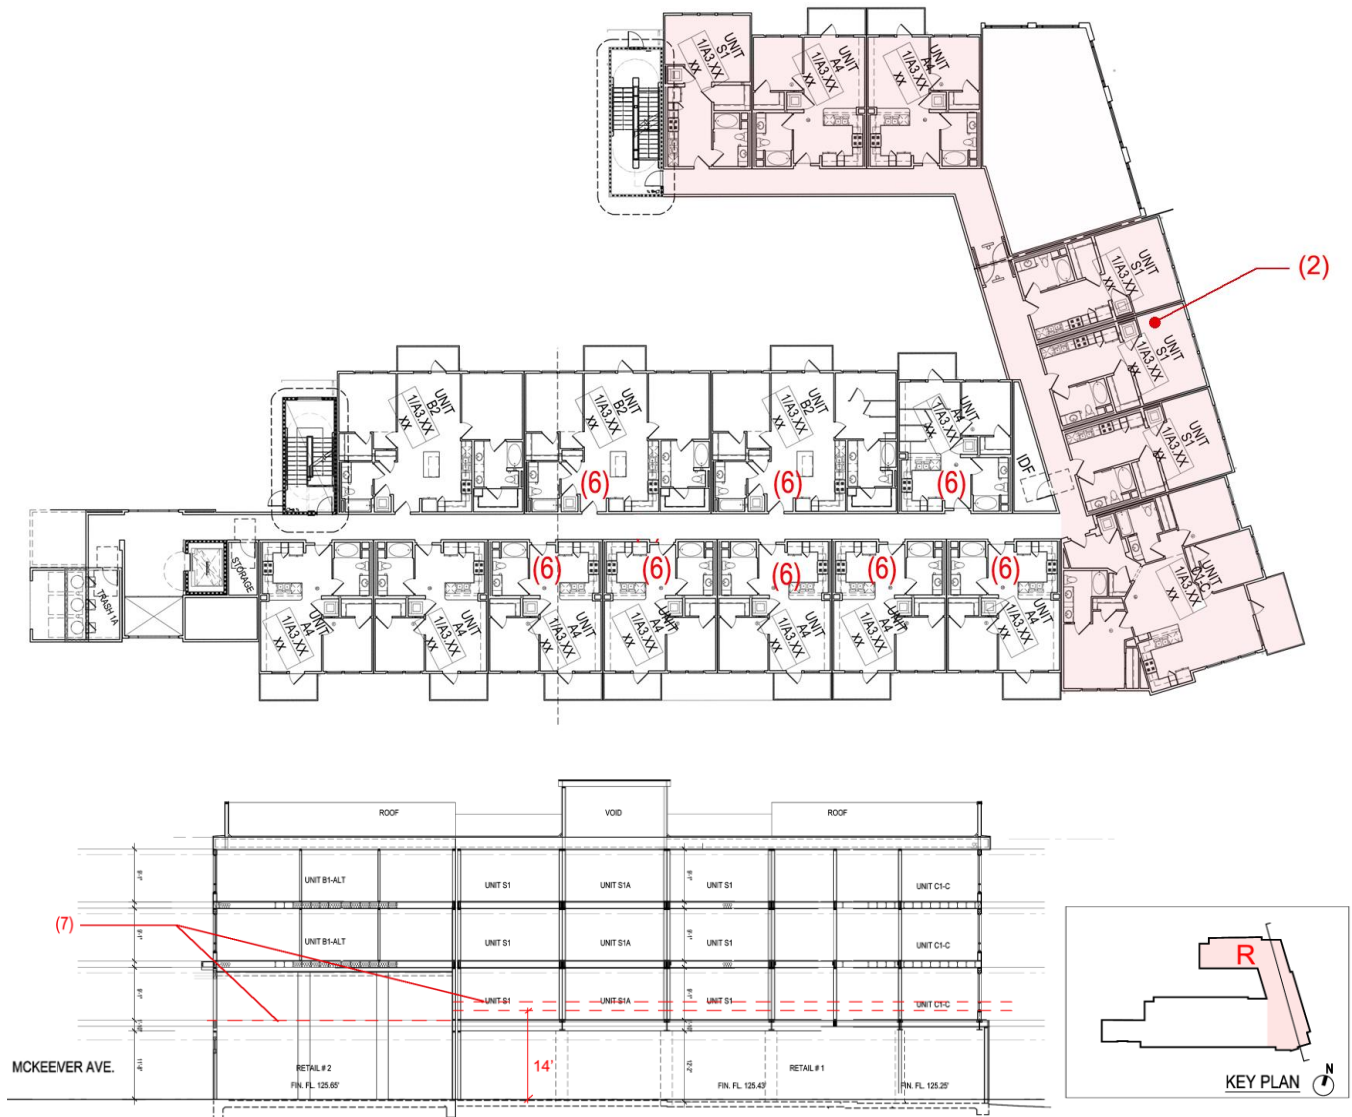 UNIT
S1
1/A3.XX
XX
UNIT
A4
1/A3.XX
XX
UNIT
A4
1/A3.XX
XX
UNIT
S1
1/A3.XX
XX
(2)
UNIT
S1
1/A3.XX
XX
UNIT
S1
1/A3.XX
XX
UNIT
B2
1/A3.XX
XX
UNIT
B2
1/A3.XX
XX
(6)
UNIT
B2
1/A3.XX
XX
(6)
A4
1/A3.XX
XX
(6)
IDF
UNIT
1/A3.XX
XX
TRASH 1A
STORAGE
UNIT
A4
1/A3.XX
XX
UNIT
A4
1/A3.XX
XX
(6)
UNIT
A4
1/A3.XX
XX
(6)
UNIT
1/A3.XX
XX
(6)
UNIT
A4
1/A3.XX
XX
(6)
UNIT
A4
1/A3.XX
XX
(6)
UNIT
A4
1/A3.XX
XX
ROOF VOID ROOF
UNIT B1-ALT UNIT S1 UNIT S1A UNIT S1 UNIT C1-C
(7)
UNIT B1-ALT UNIT S1 UNIT S1A UNIT S1 UNIT C1-C
UNIT S1 UNIT S1A UNIT S1 UNIT C1-C
14'
MCKEEVER AVE.
RETAIL # 2 RETAIL # 1
FIN. FL. 125.65' FIN. FL. 125.43' FIN. FL. 125.25'
R
KEY PLAN
N